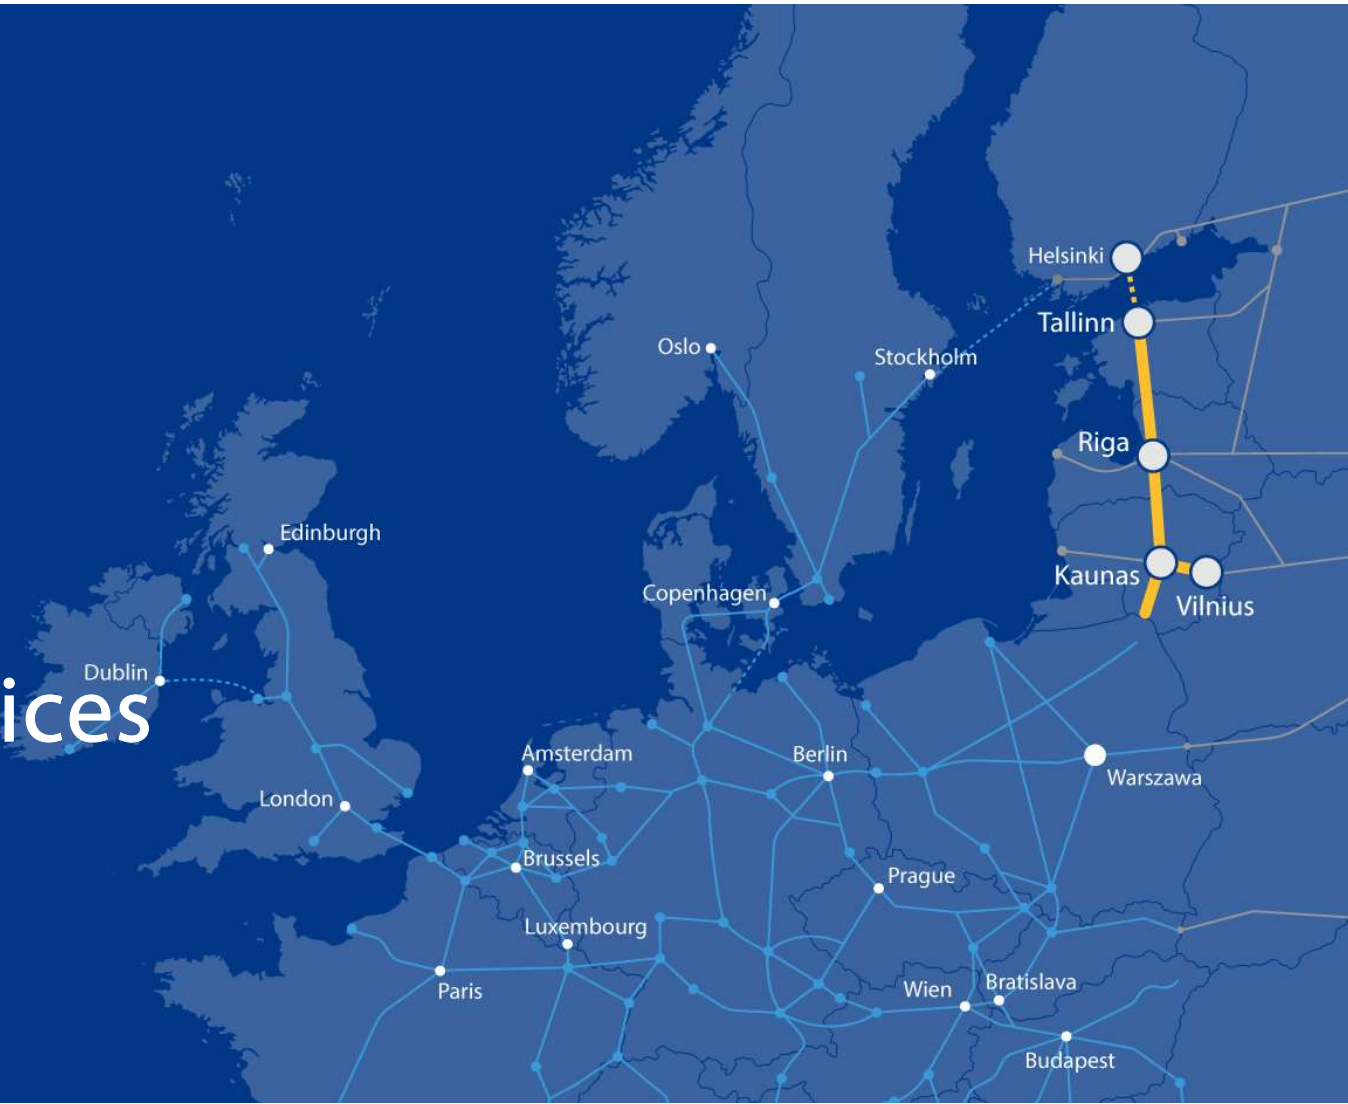 Helsinki
Tallinn
Oslo
Stockholm
Riga
Edinburgh
Kaunas
Copenhagen
Vilnius
Dublin
ices
Amsterdam
Berlin
Warszawa
London
Brussels
Prague
Luxembourg
Wien
Bratislava
Paris
Budapest